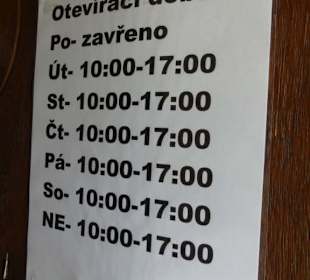 Otevírací
Po- zavřeno
Út- 10:00-17:00
St- 10:00-17:00
Čt- 10:00-17:00
Pá- 10:00-17:00
So- 10:00-17:00
NE- 10:00-17:00